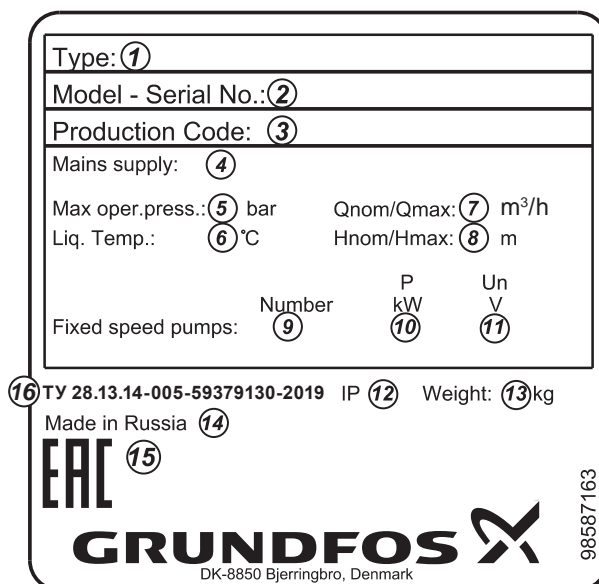 Type: 1
Model - Serial No.: 2
Production Code: 3
Mains supply: 4
Max oper.press.: 5 bar Qnom/Qmax: 7 m³/h
Liq. Temp.: 6 °C Hnom/Hmax: 8 m
P Un
Number kW V
Fixed speed pumps: 9 10 11
16 ТУ 28.13.14-005-59379130-2019 IP 12 Weight: 13 kg
Made in Russia 14
EAC 15
98587163
GRUNDFOS
DK-8850 Bjerringbro, Denmark